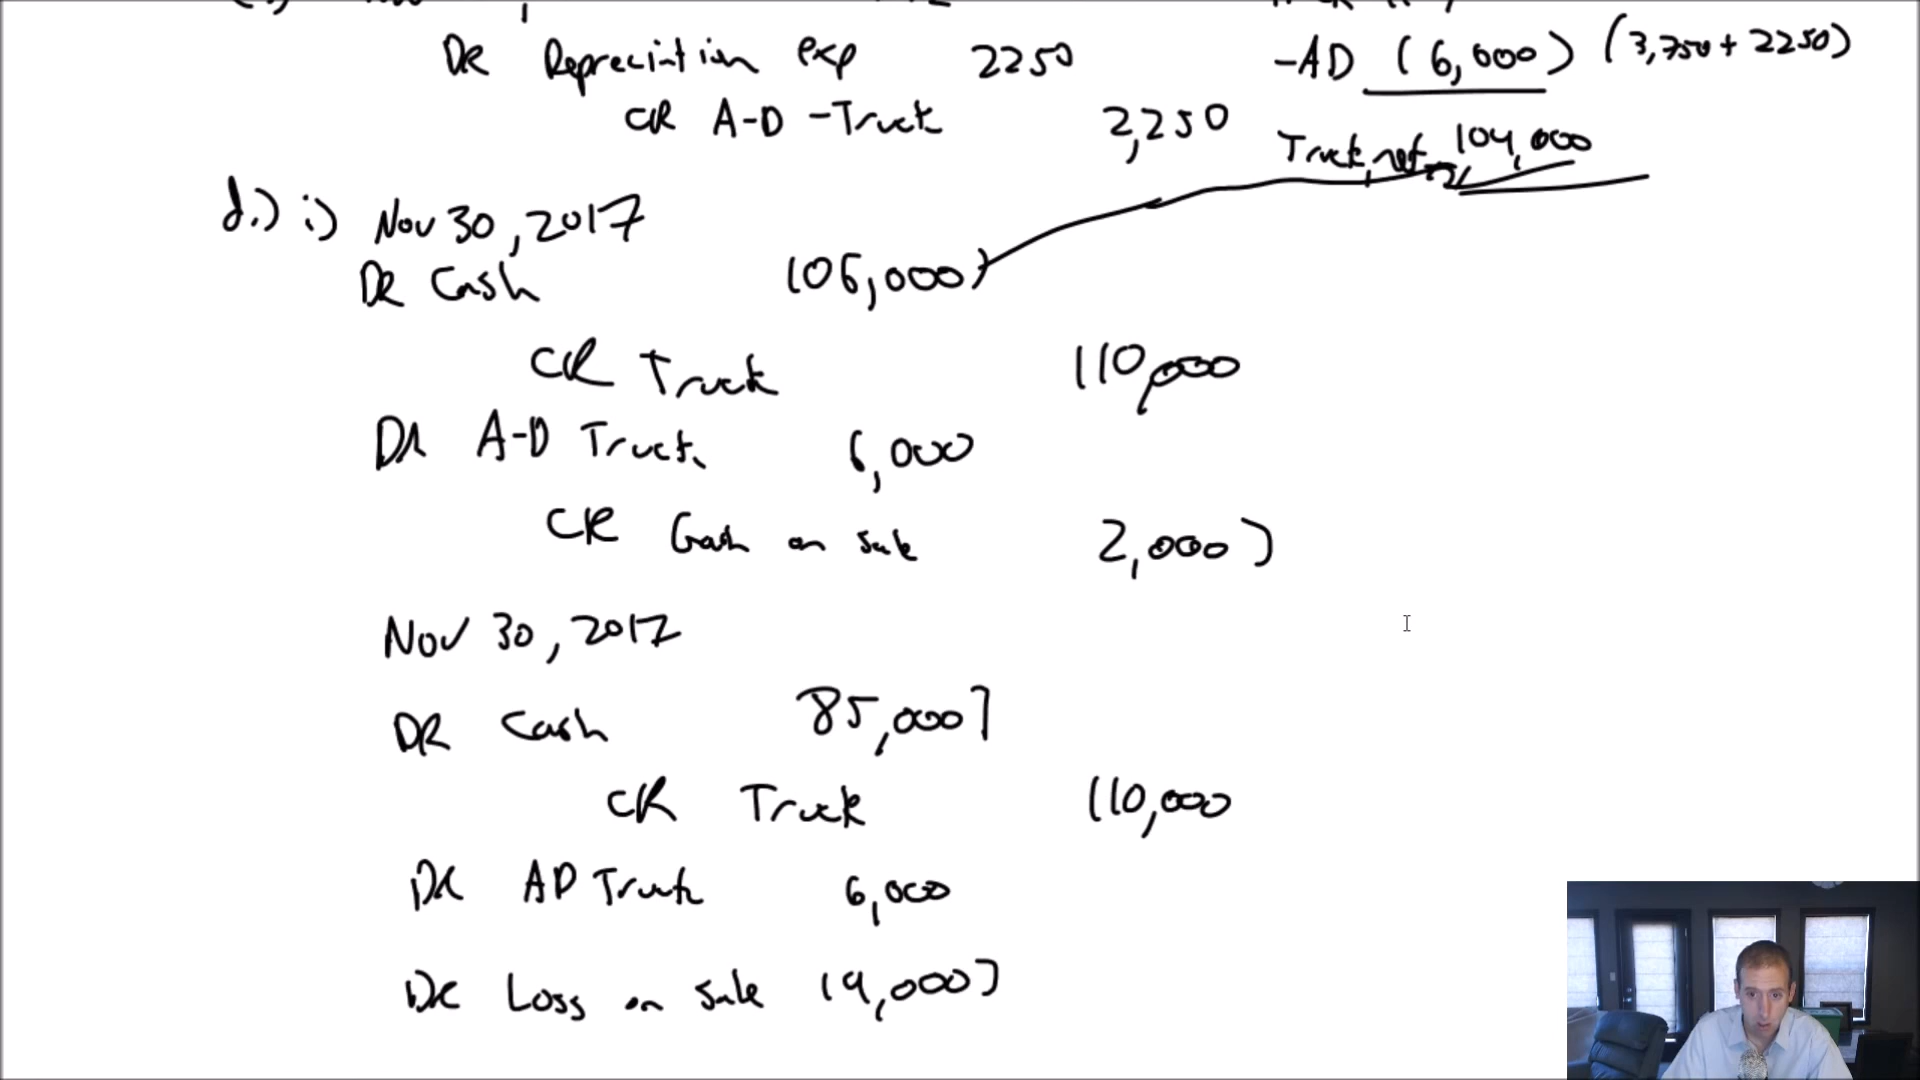 DR Depreciation exp 2250
-AD (6,000) (3,750 + 2250)
CR A-D -Truck 2,250
Truck, net 104,000
d.) i) Nov 30, 2017
DR Cash 106,000)
CR Truck 110,000
DR A-D Truck 6,000
CR Gain on sale 2,000)
Nov 30, 2017
DR Cash 85,000]
CR Truck 110,000
DR AD Truck 6,000
DR Loss on sale 19,000]